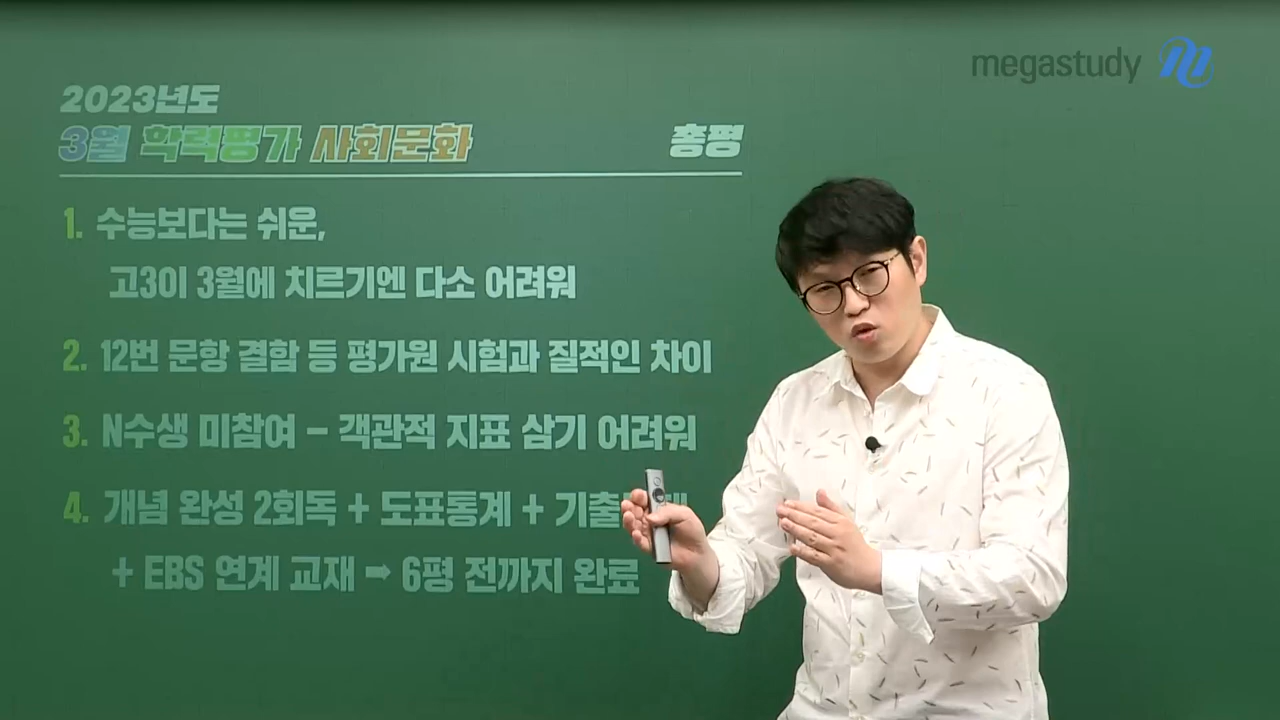 megastudy
2023년도
3월 학력평가 사회문화 총평
1. 수능보다는 쉬운,
고3이 3월에 치르기엔 다소 어려워
2. 12번 문항 결함 등 평가원 시험과 질적인 차이
3. N수생 미참여 - 객관적 지표 삼기 어려워
4. 개념 완성 2회독 + 도표통계 + 기출
+ EBS 연계 교재 ➡ 6평 전까지 완료